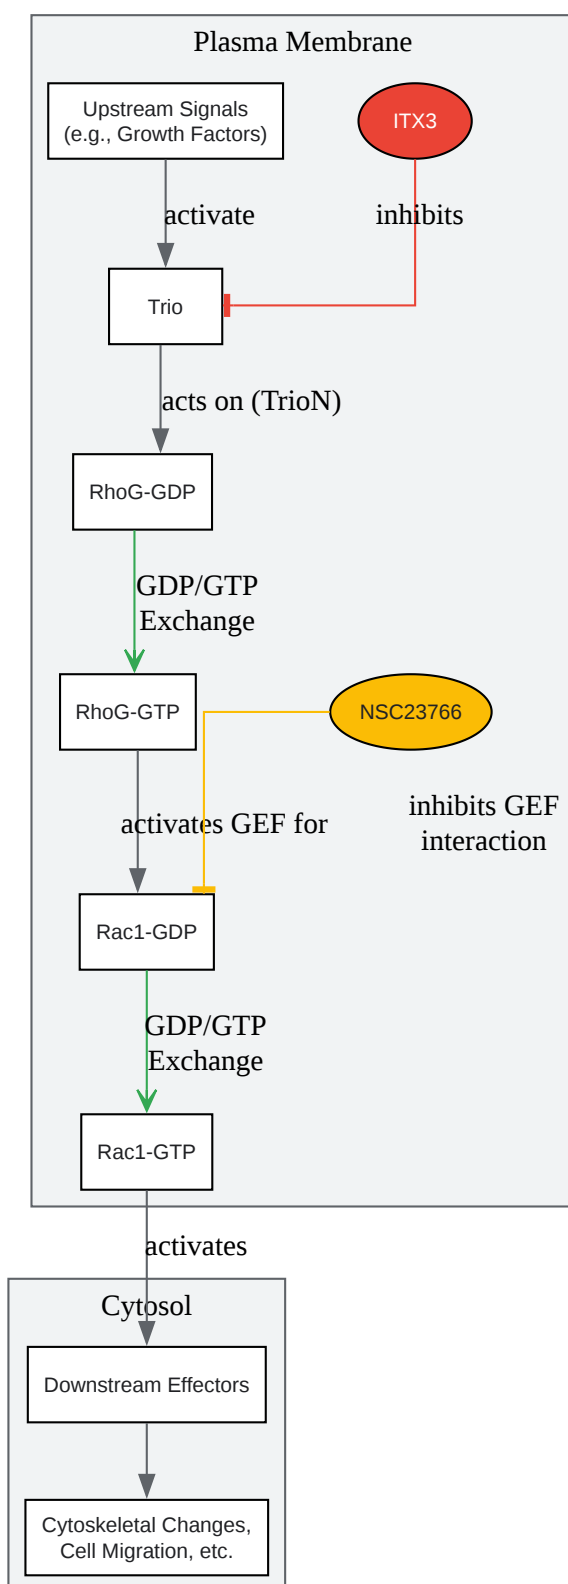 Plasma Membrane
Upstream Signals
(e.g., Growth Factors)
ITX3
activate
inhibits
Trio
acts on (TrioN)
RhoG-GDP
GDP/GTP
Exchange
RhoG-GTP
NSC23766
activates GEF for
inhibits GEF
interaction
Rac1-GDP
GDP/GTP
Exchange
Rac1-GTP
activates
Cytosol
Downstream Effectors
Cytoskeletal Changes,
Cell Migration, etc.